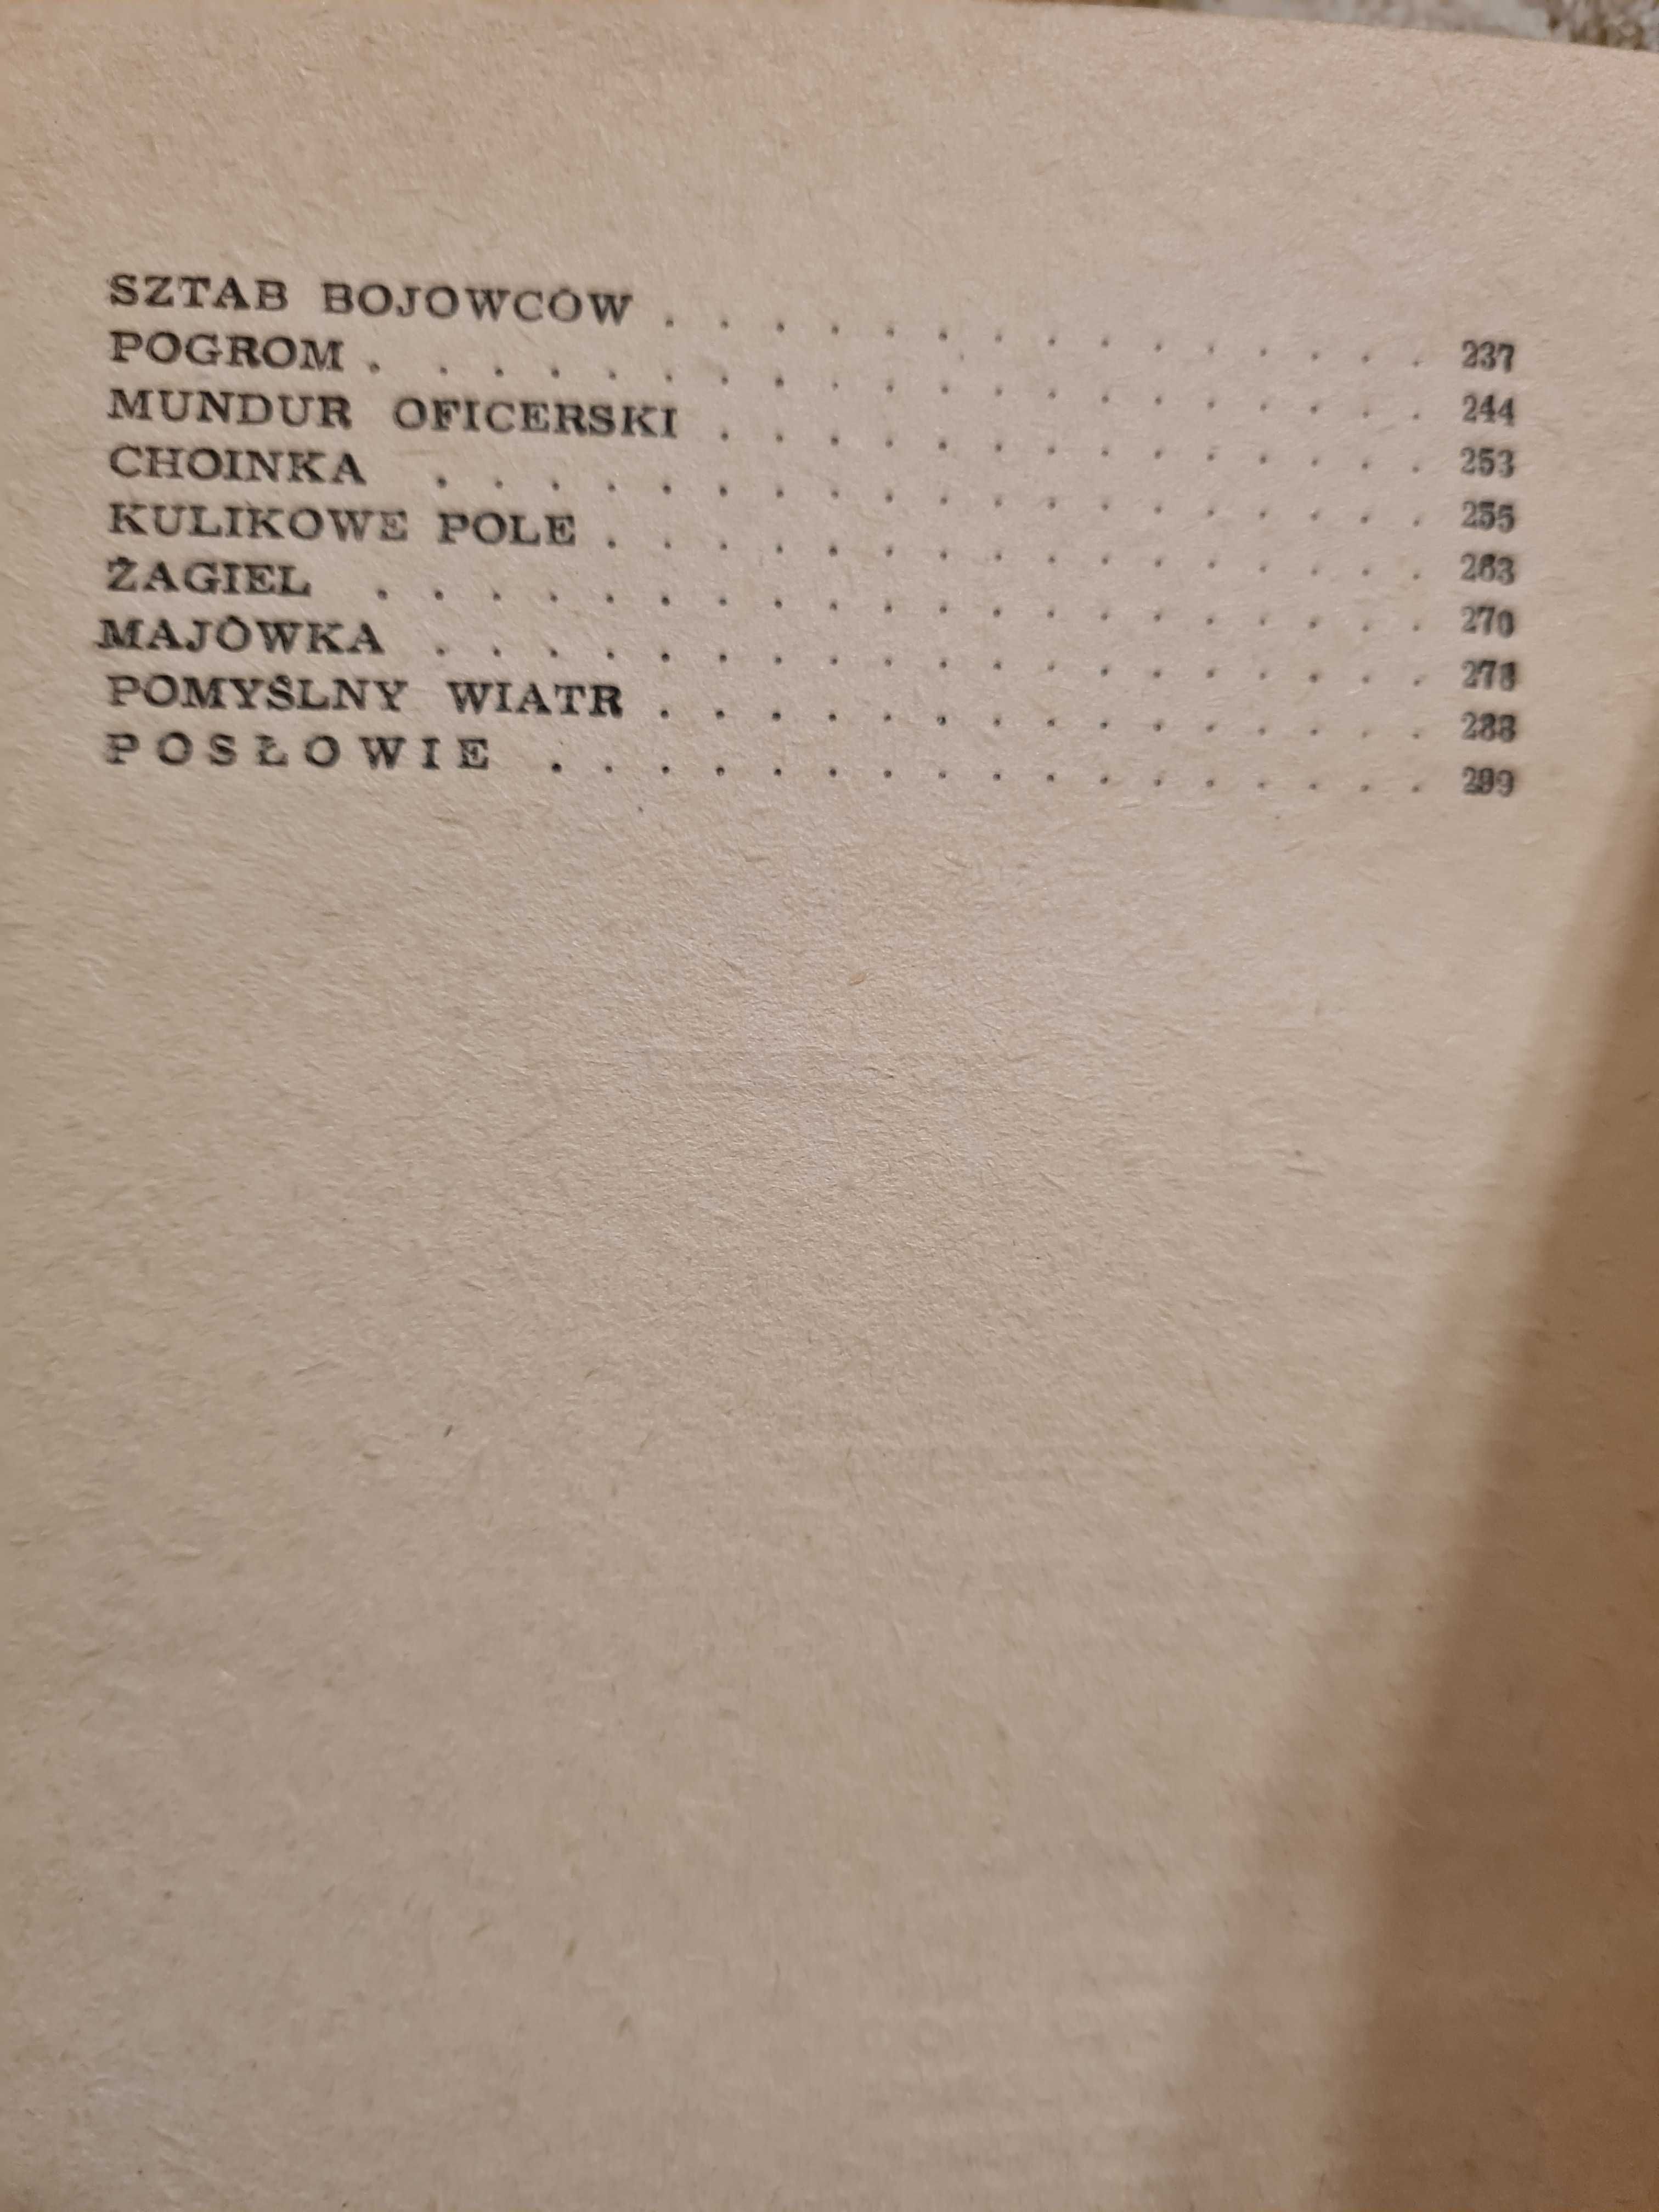 SZTAB BOJOWCÓW . . . . . . . . . . . . . . . 237
POGROM . . . . . . . . . . . . . . . . . . . . 244
MUNDUR OFICERSKI . . . . . . . . . . . . . . 253
CHOINKA . . . . . . . . . . . . . . . . . . . 255
KULIKOWE POLE . . . . . . . . . . . . . . . . 263
ŻAGIEL . . . . . . . . . . . . . . . . . . . . 270
MAJÓWKA . . . . . . . . . . . . . . . . . . . 278
POMYŚLNY WIATR . . . . . . . . . . . . . . . 288
POSŁOWIE . . . . . . . . . . . . . . . . . 299